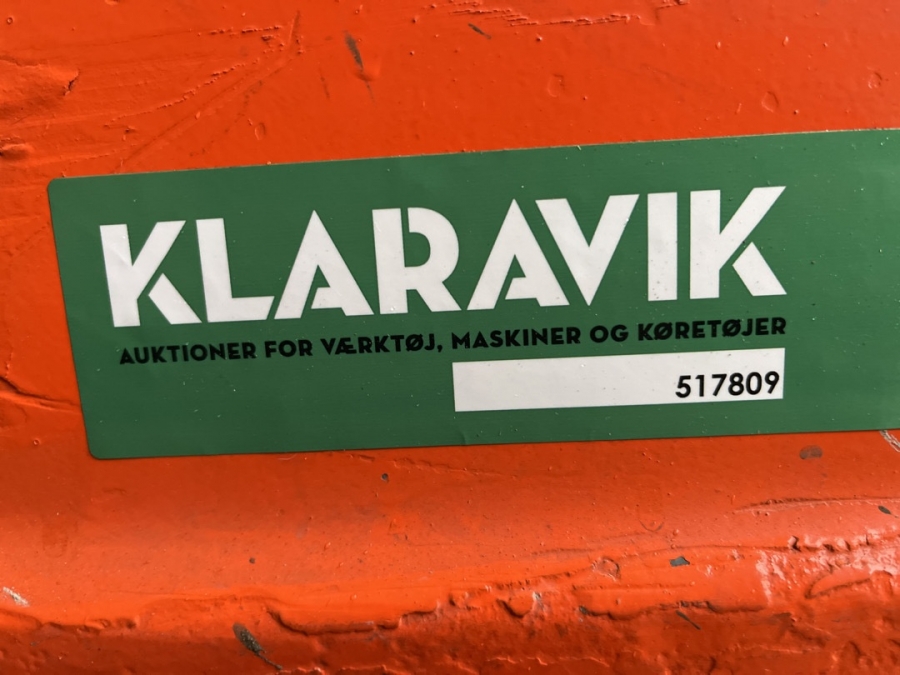 KLARAVIK
AUKTIONER FOR VÆRKTØJ, MASKINER OG KØRETØJER
517809